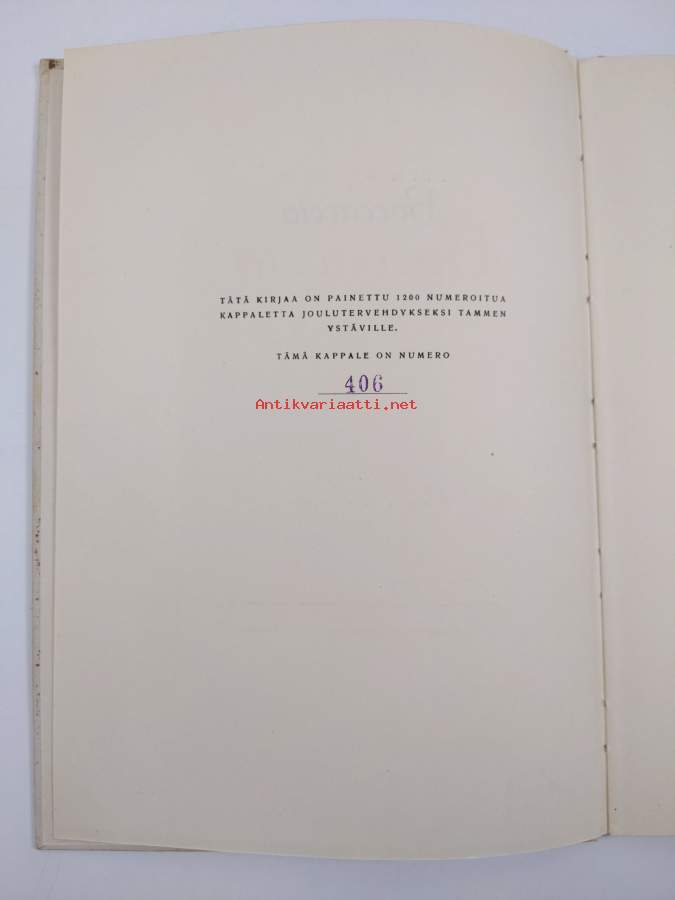 TÄTÄ KIRJAA ON PAINETTU 1200 NUMEROITUA
KAPPALETTA JOULUTERVEHDYKSEKSI TAMMEN
YSTÄVILLE.
TÄMÄ KAPPALE ON NUMERO
406
Antikvariaatti.net